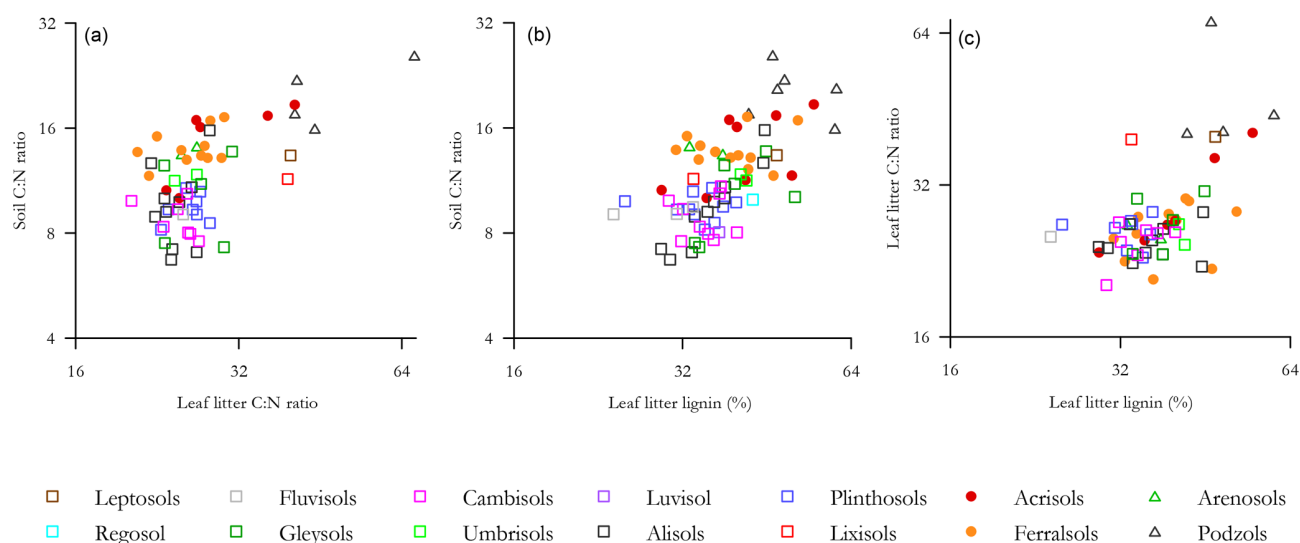 (a)
32
16
8
4
Soil C:N ratio
16 32 64
Leaf litter C:N ratio
(b)
32
16
8
4
Soil C:N ratio
16 32 64
Leaf litter lignin (%)
(c)
64
32
16
Leaf litter C:N ratio
16 32 64
Leaf litter lignin (%)
Leptosols Fluvisols Cambisols Luvisol Plinthosols Acrisols Arenosols
Regosol Gleysols Umbrisols Alisols Lixisols Ferralsols Podzols